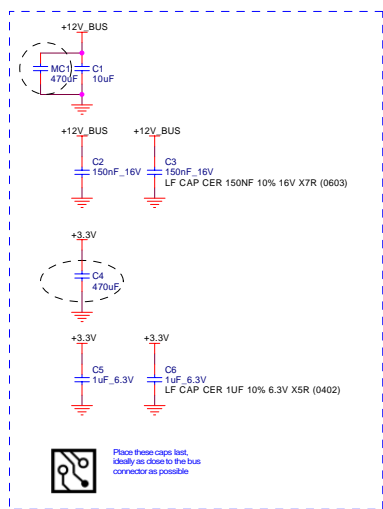 +12V_BUS
MC1 C1
470uF 10uF
+12V_BUS +12V_BUS
C2 C3
150nF_16V 150nF_16V
LF CAP CER 150NF 10% 16V X7R (0603)
+3.3V
C4
470uF
+3.3V +3.3V
C5 C6
1uF_6.3V 1uF_6.3V
LF CAP CER 1UF 10% 6.3V X5R (0402)
Place these caps last,
ideally as close to the bus
connector as possible